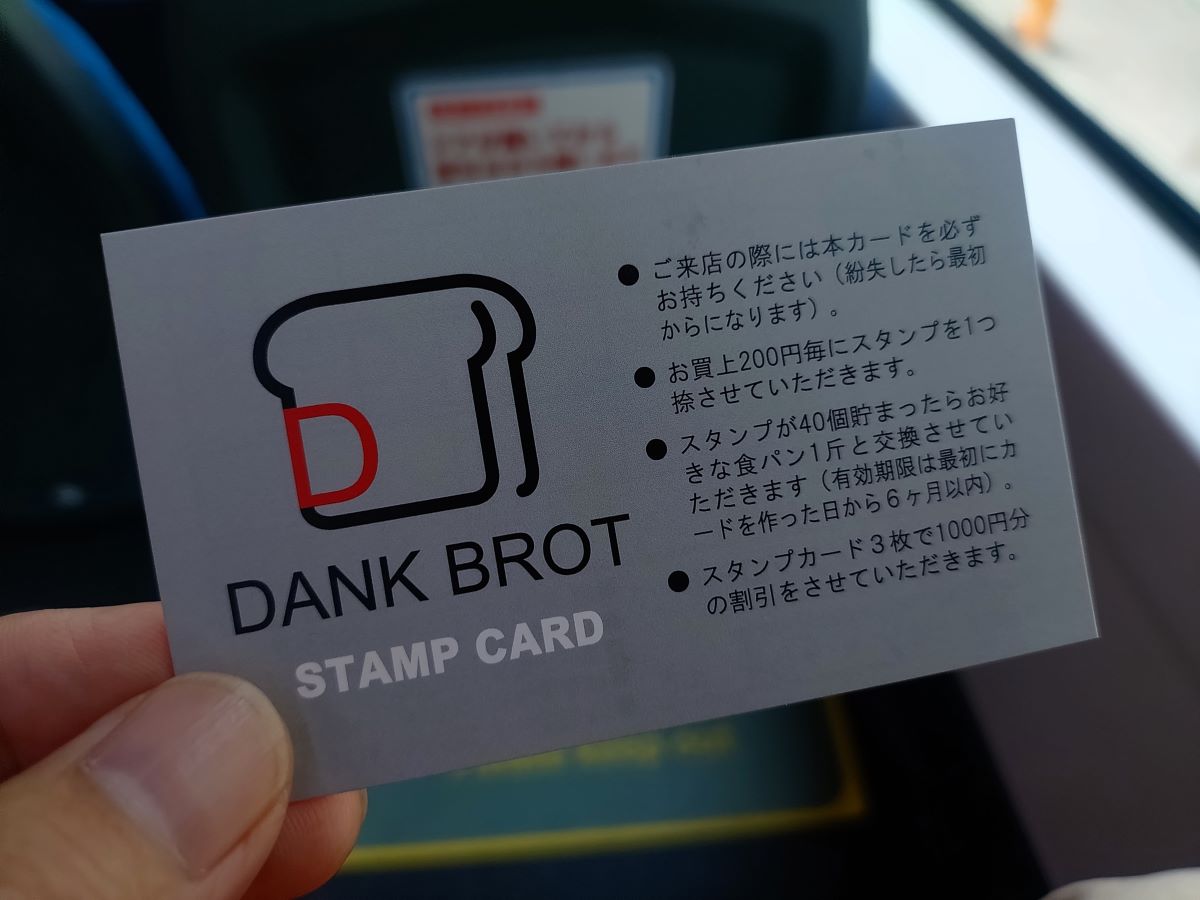 D
DANK BROT
STAMP CARD
● ご来店の際には本カードを必ず
お持ちください（紛失したら最初
からになります）。
● お買上200円毎にスタンプを1つ
捺させていただきます。
● スタンプが40個貯まったらお好
きな食パン1斤と交換させてい
ただきます（有効期限は最初にカ
ードを作った日から６ヶ月以内）。
● スタンプカード３枚で1000円分
の割引をさせていただきます。